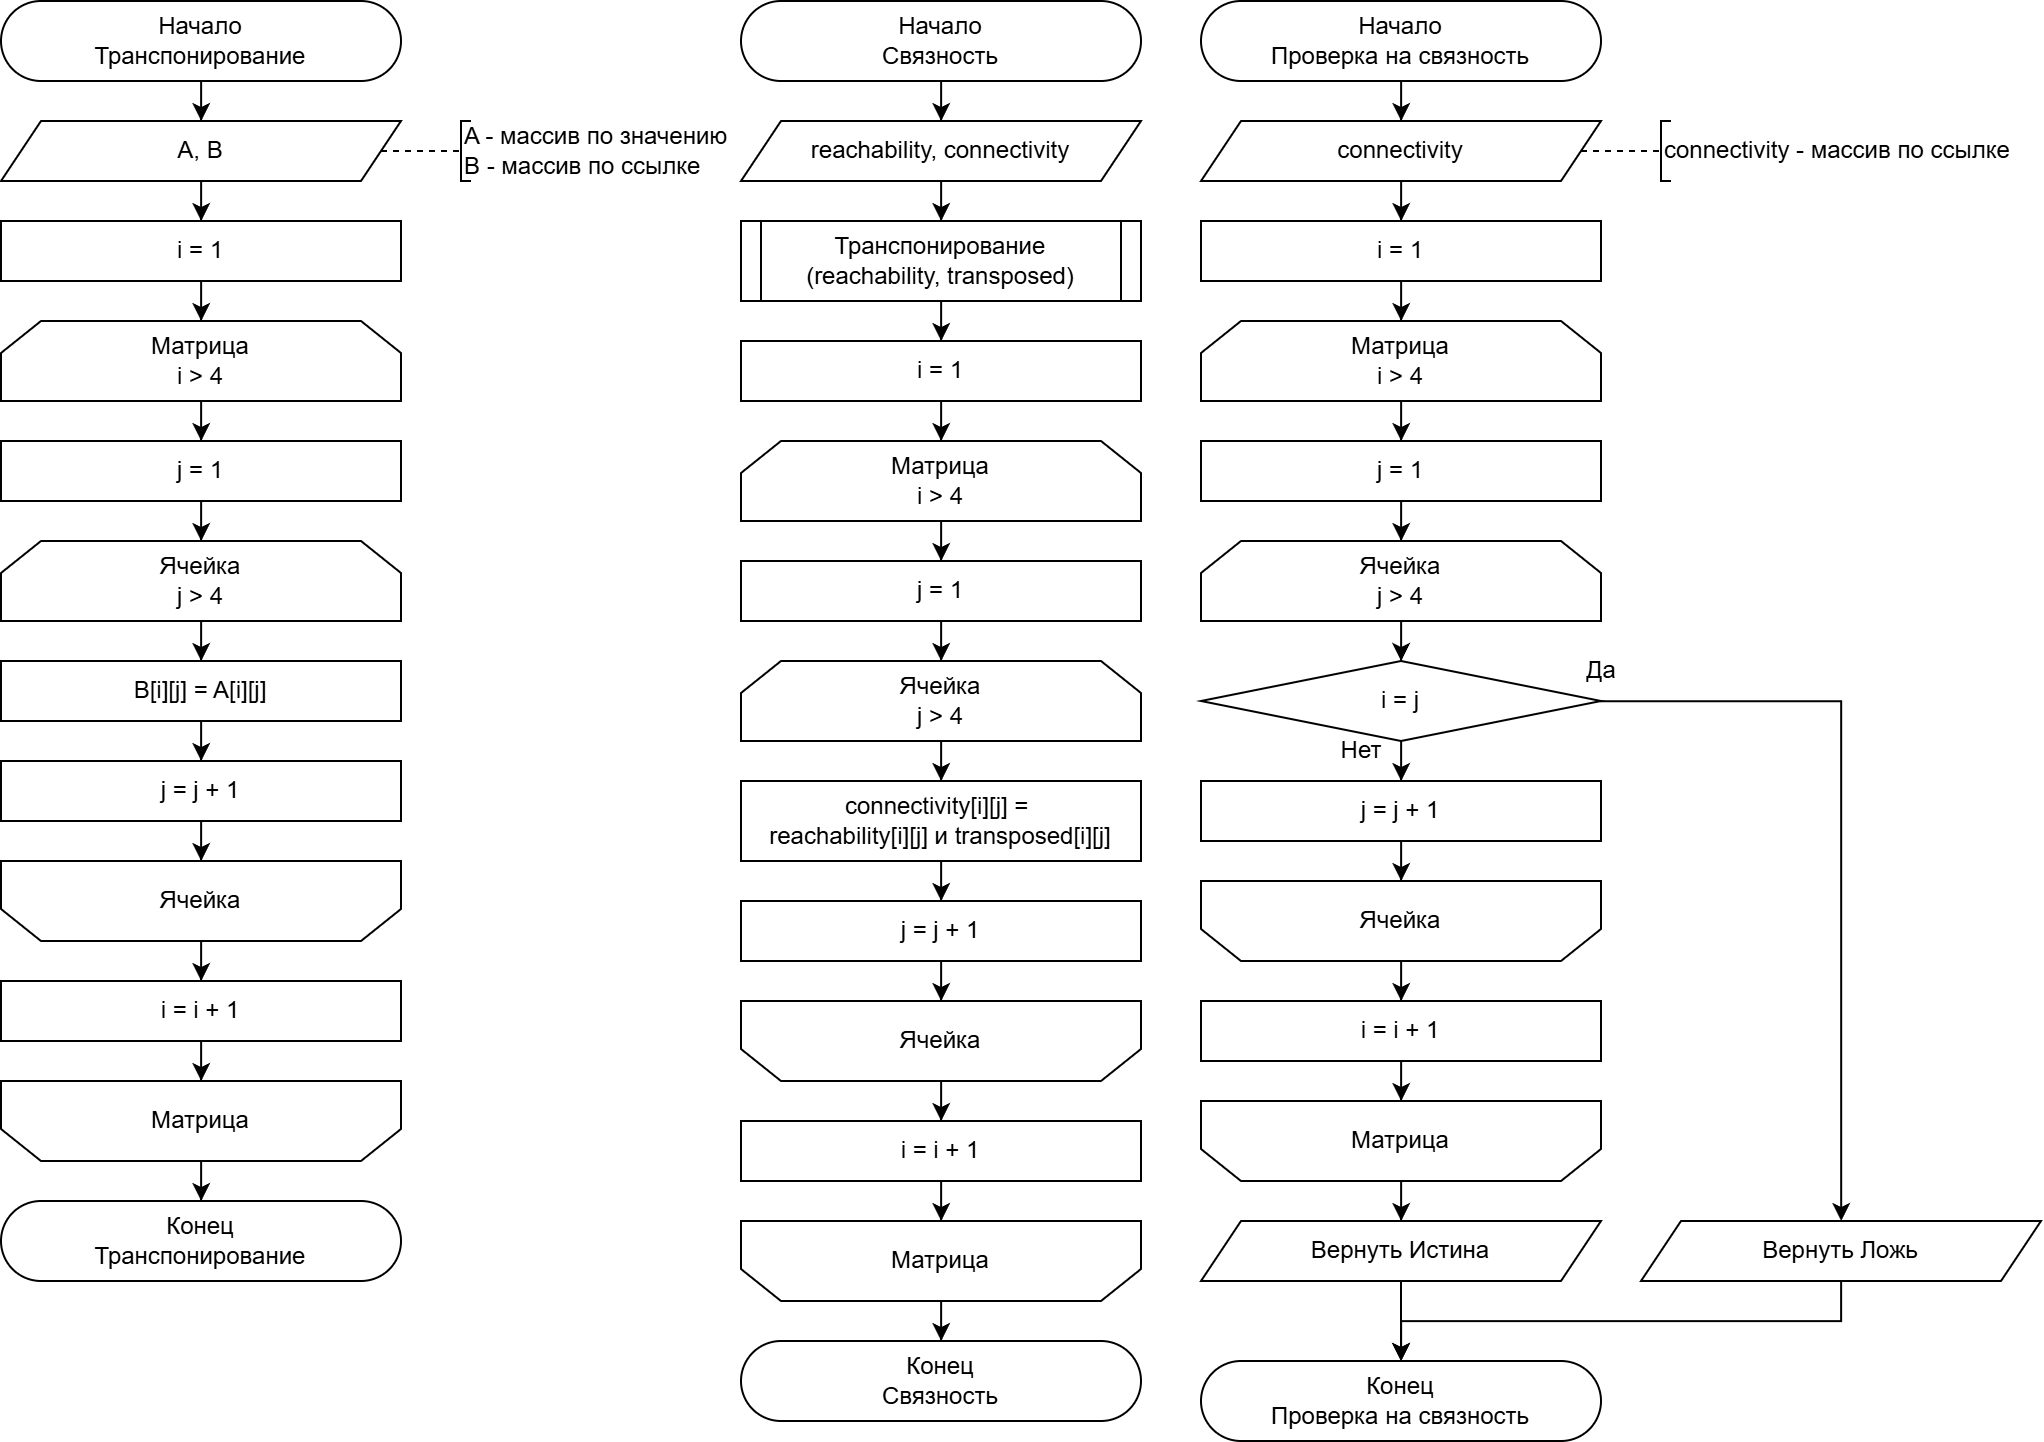 Начало
Транспонирование
A, B
A - массив по значению
B - массив по ссылке
i = 1
Матрица
i > 4
j = 1
Ячейка
j > 4
B[i][j] = A[i][j]
j = j + 1
Ячейка
i = i + 1
Матрица
Конец
Транспонирование
Начало
Связность
reachability, connectivity
Транспонирование
(reachability, transposed)
i = 1
Матрица
i > 4
j = 1
Ячейка
j > 4
connectivity[i][j] =
reachability[i][j] и transposed[i][j]
j = j + 1
Ячейка
i = i + 1
Матрица
Конец
Связность
Начало
Проверка на связность
connectivity
connectivity - массив по ссылке
i = 1
Матрица
i > 4
j = 1
Ячейка
j > 4
i = j
Да
Нет
j = j + 1
Ячейка
i = i + 1
Матрица
Вернуть Истина
Вернуть Ложь
Конец
Проверка на связность